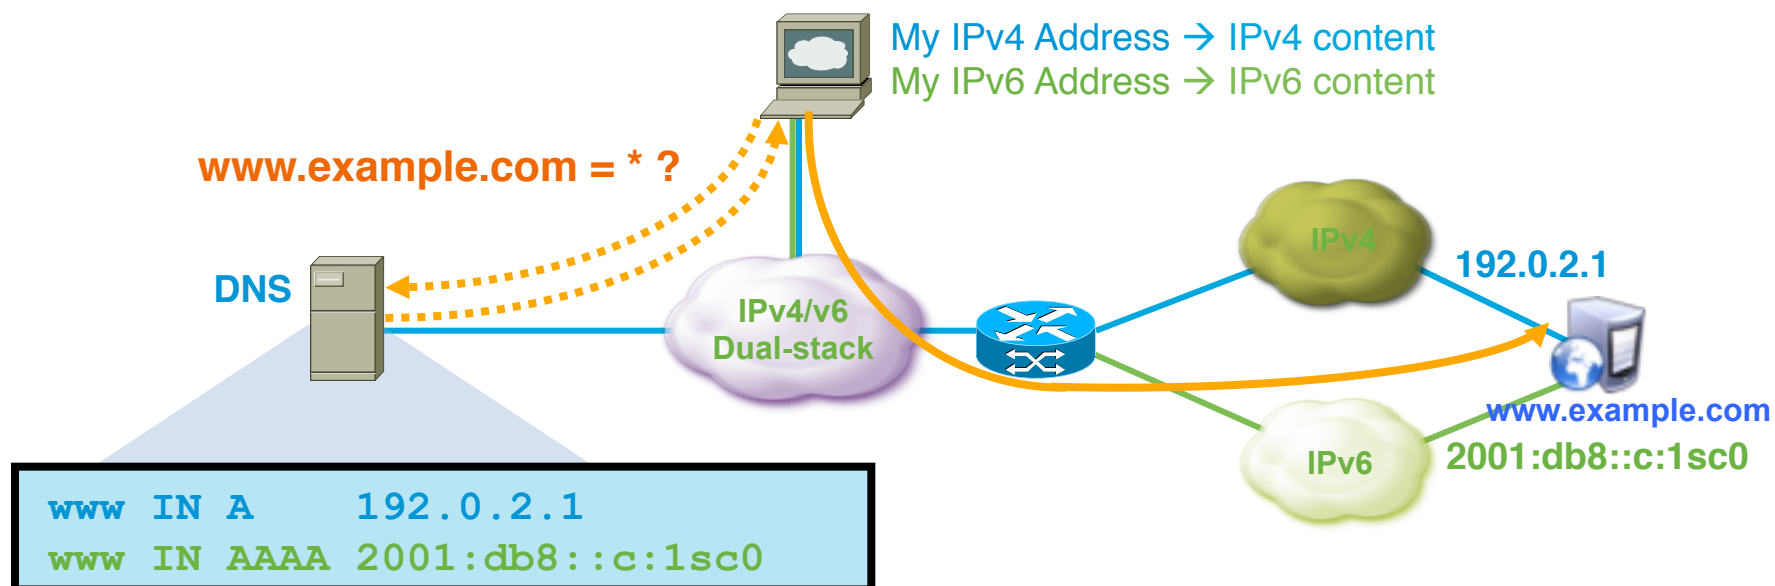 My IPv4 Address → IPv4 content
My IPv6 Address → IPv6 content
www.example.com = * ?
DNS
IPv4/v6
Dual-stack
IPv4
192.0.2.1
www.example.com
IPv6
2001:db8::c:1sc0
www IN A 192.0.2.1
www IN AAAA 2001:db8::c:1sc0